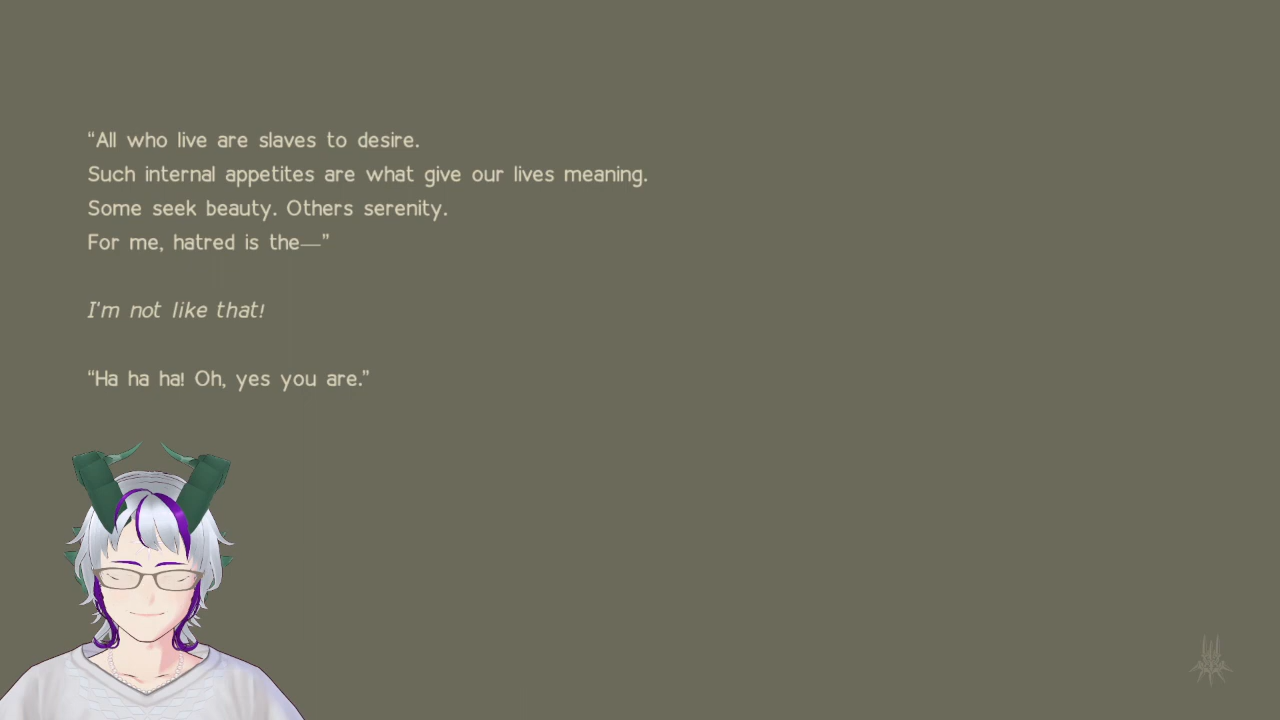 “All who live are slaves to desire.
Such internal appetites are what give our lives meaning.
Some seek beauty. Others serenity.
For me, hatred is the—”
I'm not like that!
“Ha ha ha! Oh, yes you are.”